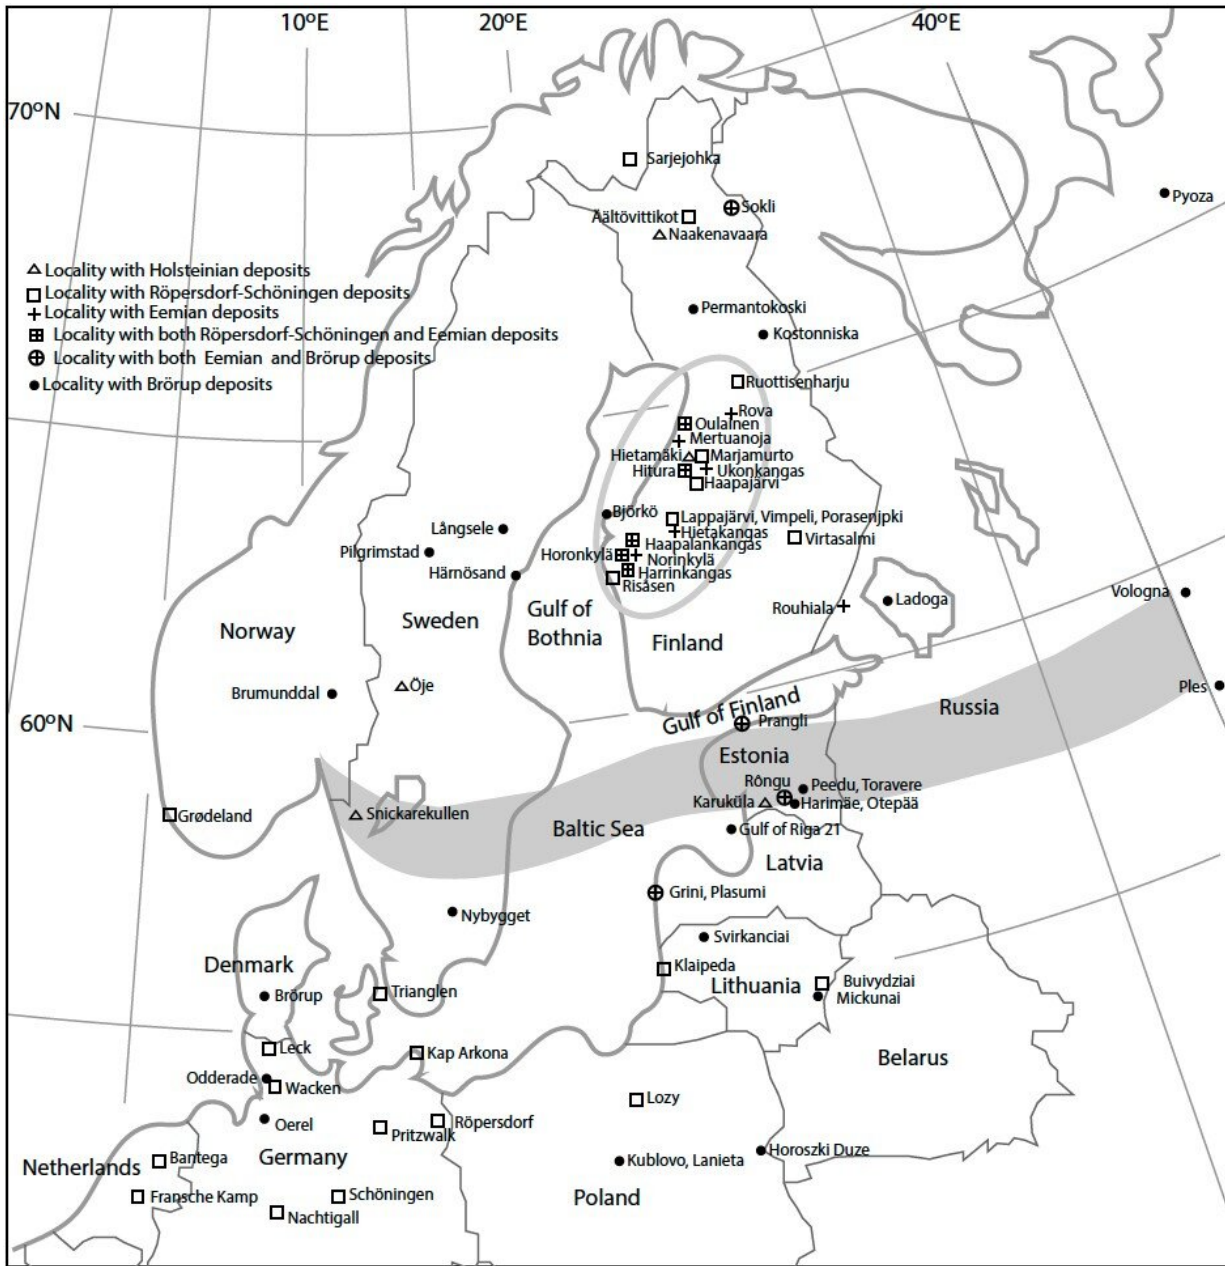 10ºE
20ºE
40ºE
70ºN
Sarjejohka
Pyoza
Sokli
Äältövittikot
Naakenavaara
Locality with Holsteinian deposits
Locality with Röpersdorf-Schöningen deposits
Locality with Eemian deposits
Locality with both Röpersdorf-Schöningen and Eemian deposits
Locality with both Eemian and Brörup deposits
Locality with Brörup deposits
Permantokoski
Kostonniska
Ruottisenharju
Rova
Oulainen
Mertuanoja
Hietamäki
Marjamurto
Hitura
Ukonkangas
Haapajärvi
Björkö
Lappajärvi, Vimpeli, Porasenjpki
Långsele
Hietakangas
Virtasalmi
Pilgrimstad
Haapalankangas
Horonkylä
Norinkylä
Härnösand
Harrinkangas
Risåsen
Vologna
Ladoga
Rouhiala
Norway
Sweden
Gulf of
Bothnia
Finland
Öje
Brumunddal
Ples
Gulf of Finland
Russia
60ºN
Prangli
Estonia
Rôngu
Peedu, Toravere
Karuküla
Harimäe, Otepää
Grødeland
Snickarekullen
Baltic Sea
Gulf of Riga 21
Latvia
Grini, Plasumi
Nybygget
Svirkanciai
Denmark
Klaipeda
Lithuania
Buivydziai
Mickunai
Brörup
Trianglen
Leck
Kap Arkona
Belarus
Odderade
Wacken
Lozy
Oerel
Pritzwalk
Röpersdorf
Horoszki Duze
Netherlands
Bantega
Germany
Kublovo, Lanieta
Fransche Kamp
Schöningen
Poland
Nachtigall